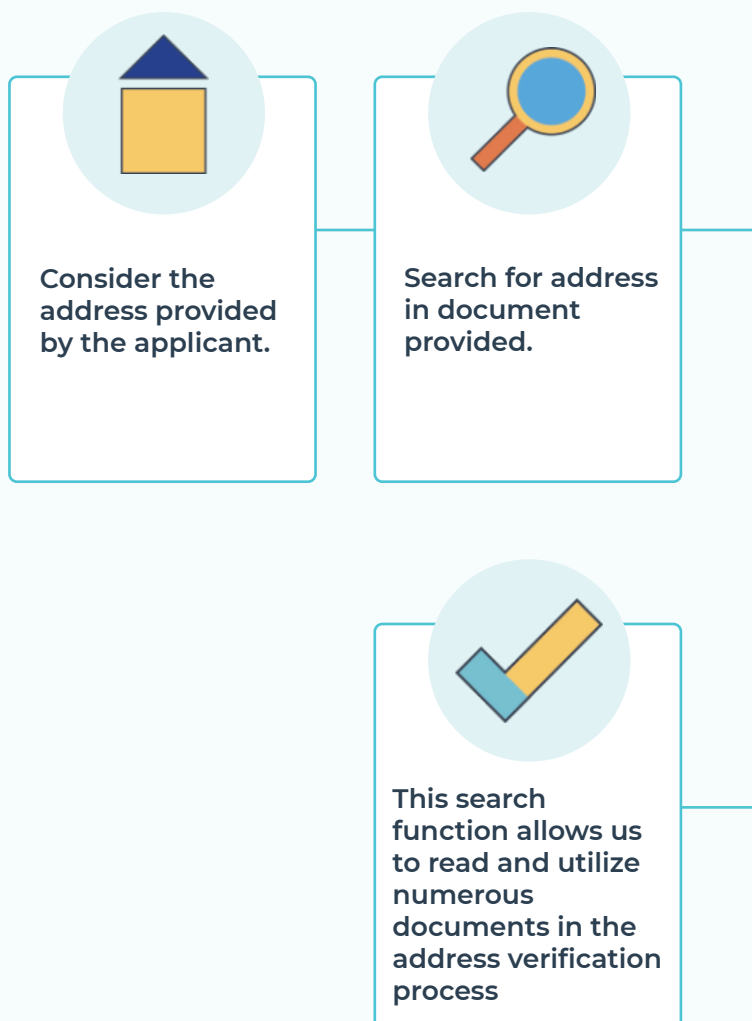 Consider the
address provided
by the applicant.
Search for address
in document
provided.
This search
function allows us
to read and utilize
numerous
documents in the
address verification
process